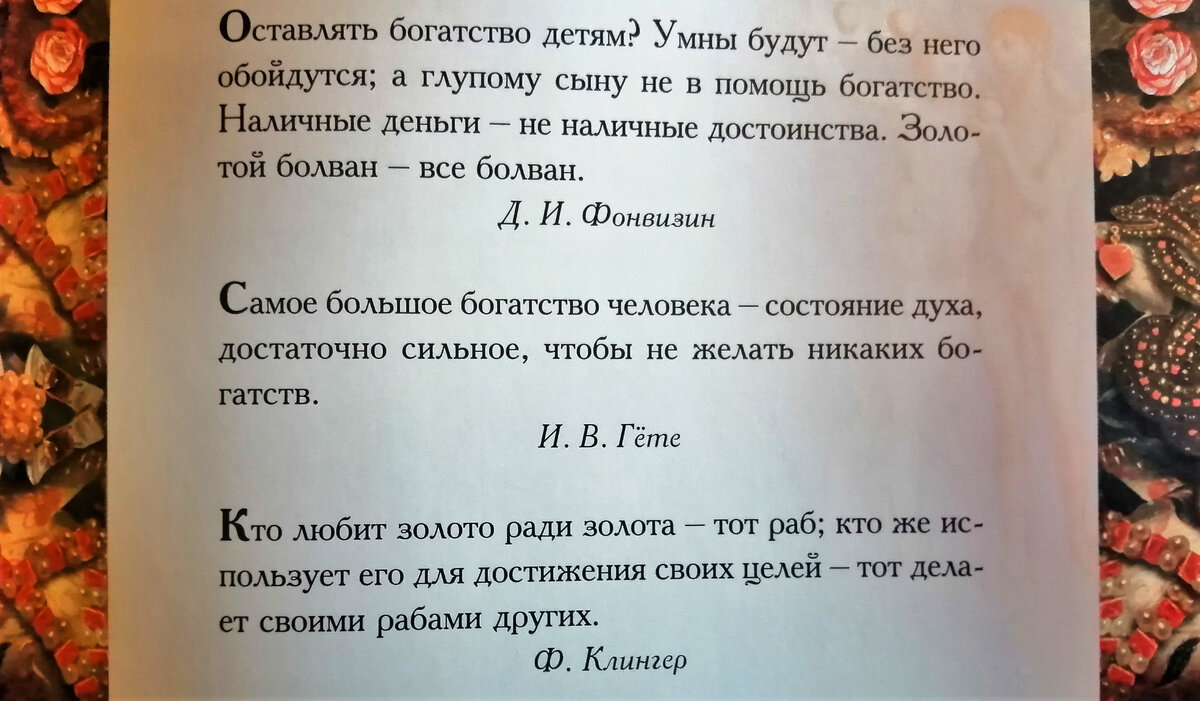 Оставлять богатство детям? Умны будут – без него
обойдутся; а глупому сыну не в помощь богатство.
Наличные деньги – не наличные достоинства. Золо-
той болван – все болван.
Д. И. Фонвизин
Самое большое богатство человека – состояние духа,
достаточно сильное, чтобы не желать никаких бо-
гатств.
И. В. Гёте
Кто любит золото ради золота – тот раб; кто же ис-
пользует его для достижения своих целей – тот дела-
ет своими рабами других.
Ф. Клингер